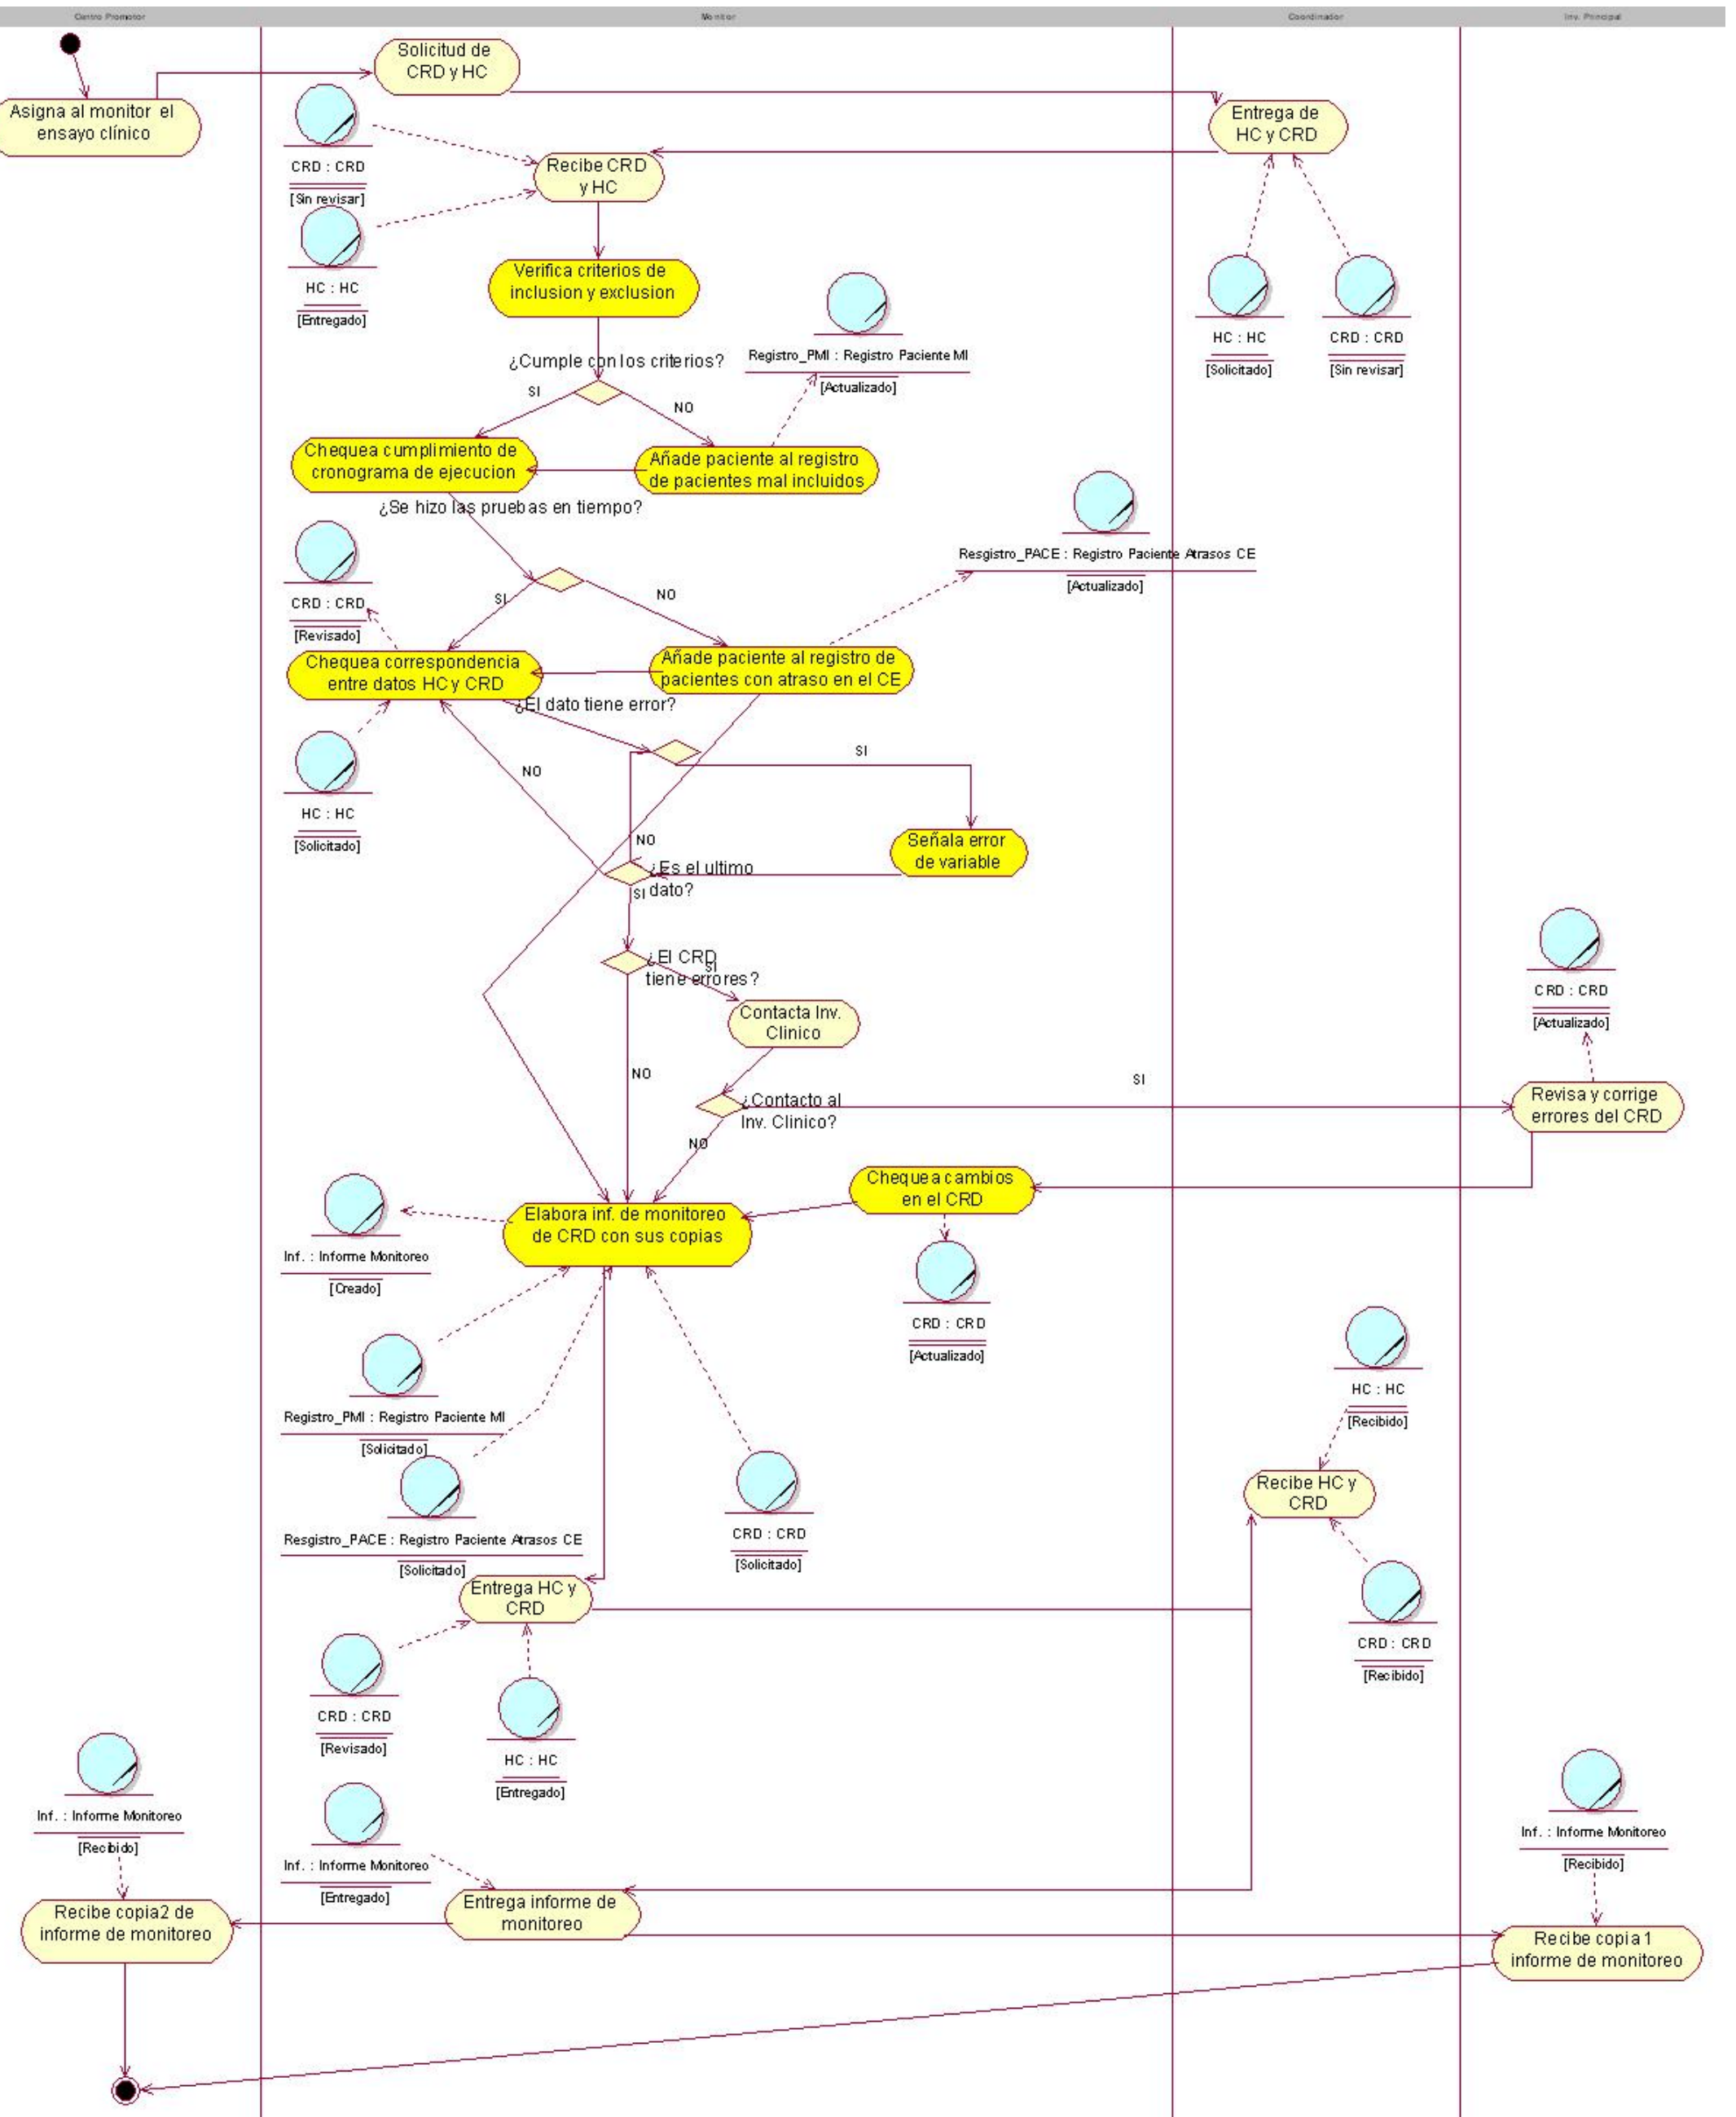 Centro Promotor
Monitor
Coordinador
Inv. Principal
Solicitud de
CRD y HC
Asigna al monitor el
ensayo clínico
Entrega de
HC y CRD
CRD : CRD
[Sin revisar]
Recibe CRD
y HC
HC : HC
[Entregado]
Verifica criterios de
inclusion y exclusion
HC : HC
[Solicitado]
CRD : CRD
[Sin revisar]
¿Cumple con los criterios?
Registro_PMI : Registro Paciente MI
[Actualizado]
SI
NO
Chequea cumplimiento de
cronograma de ejecucion
Añade paciente al registro
de pacientes mal incluidos
¿Se hizo las pruebas en tiempo?
Resgistro_PACE : Registro Paciente Atrasos CE
[Actualizado]
CRD : CRD
[Revisado]
SI
NO
Chequea correspondencia
entre datos HC y CRD
Añade paciente al registro de
pacientes con atraso en el CE
¿El dato tiene error?
SI
NO
HC : HC
[Solicitado]
NO
Señala error
de variable
¿Es el ultimo
dato?
SI
¿El CRD
tiene errores?
SI
CRD : CRD
[Actualizado]
Contacta Inv.
Clinico
NO
SI
¿Contacto al
Inv. Clinico?
NO
Revisa y corrige
errores del CRD
Chequea cambios
en el CRD
Elabora inf. de monitoreo
de CRD con sus copias
Inf. : Informe Monitoreo
[Creado]
CRD : CRD
[Actualizado]
HC : HC
[Recibido]
Registro_PMI : Registro Paciente MI
[Solicitado]
Recibe HC y
CRD
Resgistro_PACE : Registro Paciente Atrasos CE
[Solicitado]
CRD : CRD
[Solicitado]
Entrega HC y
CRD
CRD : CRD
[Recibido]
CRD : CRD
[Revisado]
HC : HC
[Entregado]
Inf. : Informe Monitoreo
[Recibido]
Inf. : Informe Monitoreo
[Entregado]
Inf. : Informe Monitoreo
[Recibido]
Recibe copia2 de
informe de monitoreo
Entrega informe de
monitoreo
Recibe copia 1
informe de monitoreo